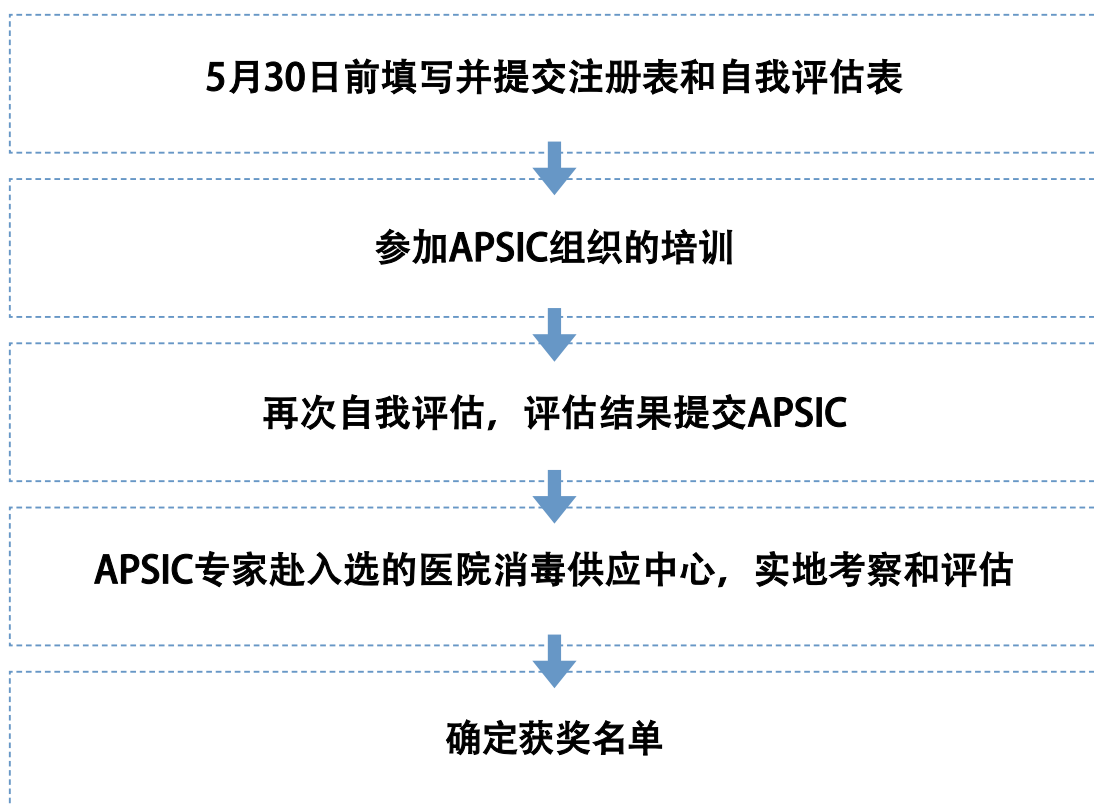 5月30日前填写并提交注册表和自我评估表
参加APSIC组织的培训
再次自我评估，评估结果提交APSIC
APSIC专家赴入选的医院消毒供应中心，实地考察和评估
确定获奖名单